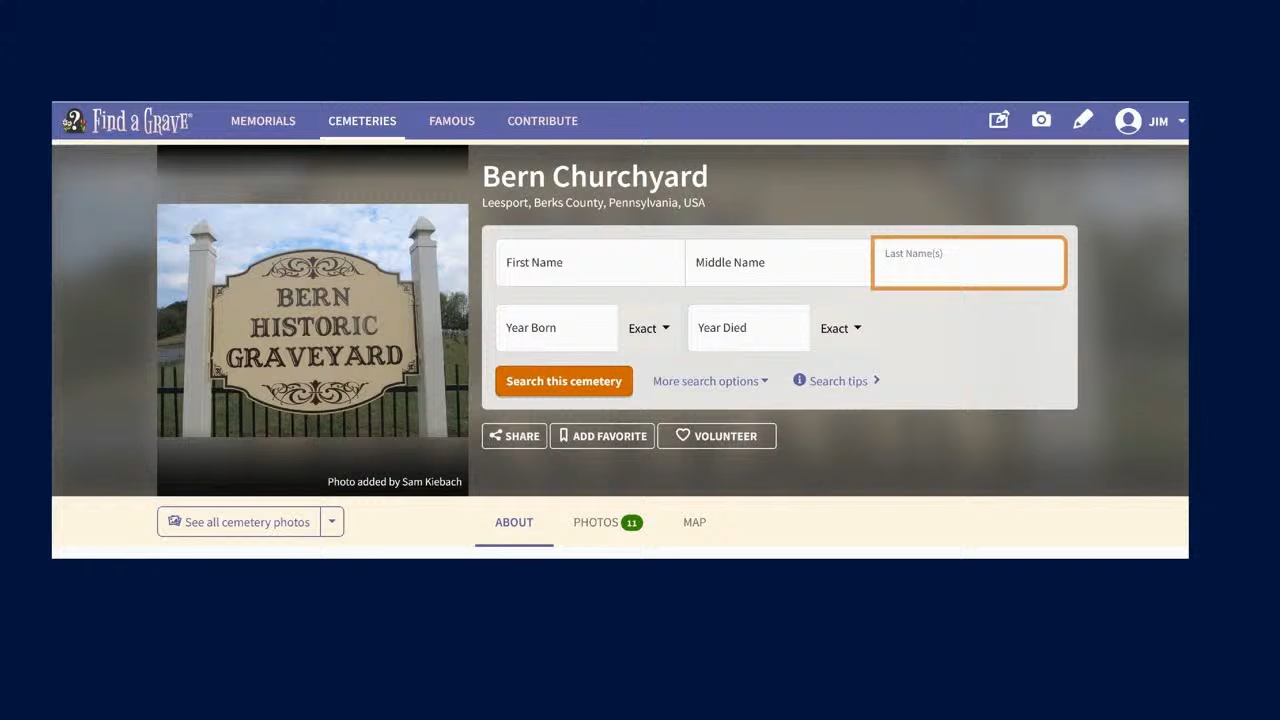 Find a Grave®
MEMORIALS
CEMETERIES
FAMOUS
CONTRIBUTE
JIM
Bern Churchyard
Leesport, Berks County, Pennsylvania, USA
BERN
HISTORIC
GRAVEYARD
Photo added by Sam Kiebach
First Name
Middle Name
Last Name(s)
Year Born
Exact
Year Died
Exact
Search this cemetery
More search options
Search tips
SHARE
ADD FAVORITE
VOLUNTEER
See all cemetery photos
ABOUT
PHOTOS 11
MAP